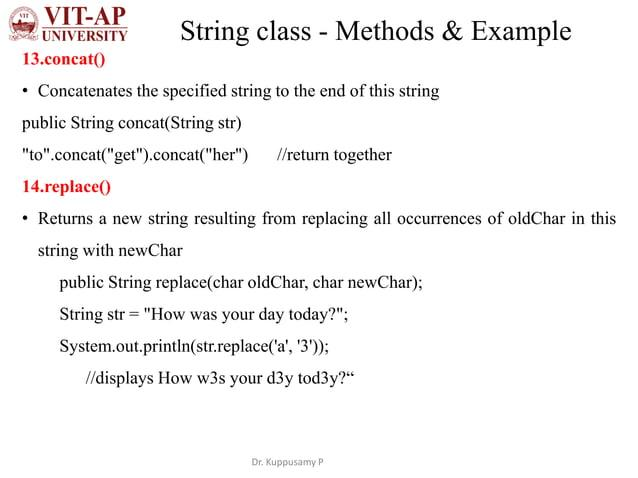 VIT-AP
UNIVERSITY
String class - Methods & Example
13.concat()
• Concatenates the specified string to the end of this string
public String concat(String str)
"to".concat("get").concat("her") //return together
14.replace()
• Returns a new string resulting from replacing all occurrences of oldChar in this
string with newChar
public String replace(char oldChar, char newChar);
String str = "How was your day today?";
System.out.println(str.replace('a', '3'));
//displays How w3s your d3y tod3y?“
Dr. Kuppusamy P